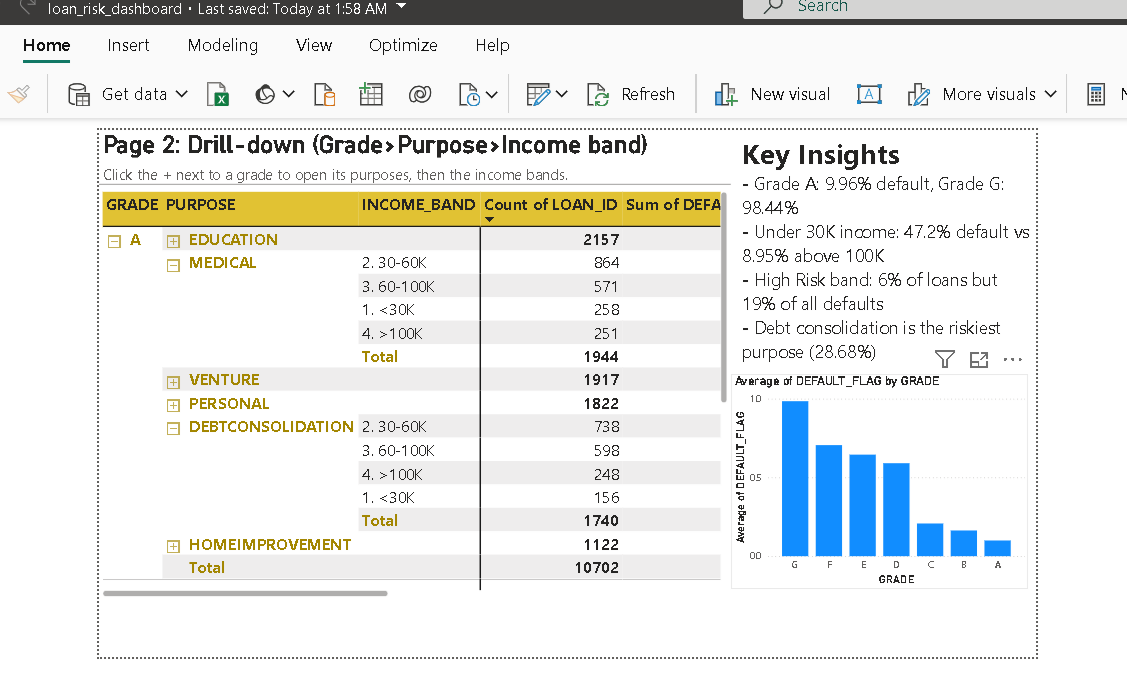 loan_risk_dashboard • Last saved: Today at 1:58 AM
Search
Home Insert Modeling View Optimize Help
Get data Refresh New visual A More visuals
Page 2: Drill-down (Grade>Purpose>Income band)
Click the + next to a grade to open its purposes, then the income bands.
GRADE PURPOSE INCOME_BAND Count of LOAN_ID Sum of DEFA
A EDUCATION 2157
MEDICAL 2. 30-60K 864
3. 60-100K 571
1. <30K 258
4. >100K 251
Total 1944
VENTURE 1917
PERSONAL 1822
DEBTCONSOLIDATION 2. 30-60K 738
3. 60-100K 598
4. >100K 248
1. <30K 156
Total 1740
HOMEIMPROVEMENT 1122
Total 10702
Key Insights
- Grade A: 9.96% default, Grade G:
98.44%
- Under 30K income: 47.2% default vs
8.95% above 100K
- High Risk band: 6% of loans but
19% of all defaults
- Debt consolidation is the riskiest
purpose (28.68%)
Average of DEFAULT_FLAG by GRADE
Average of DEFAULT_FLAG
1.0
0.5
0.0
G F E D C B A
GRADE